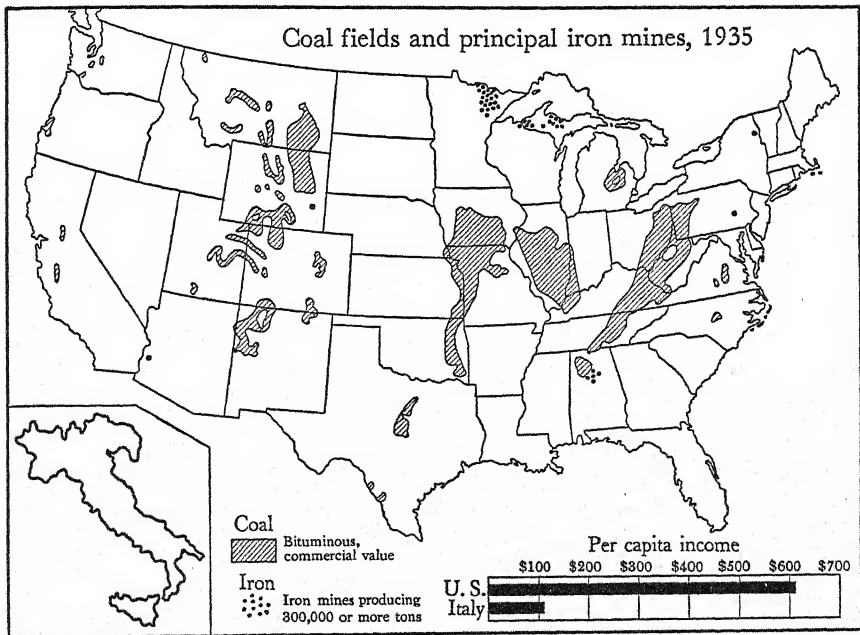 Coal fields and principal iron mines, 1935
Coal
Bituminous,
commercial value
Iron
Iron mines producing
300,000 or more tons
Per capita income
$100 $200 $300 $400 $500 $600 $700
U. S.
Italy